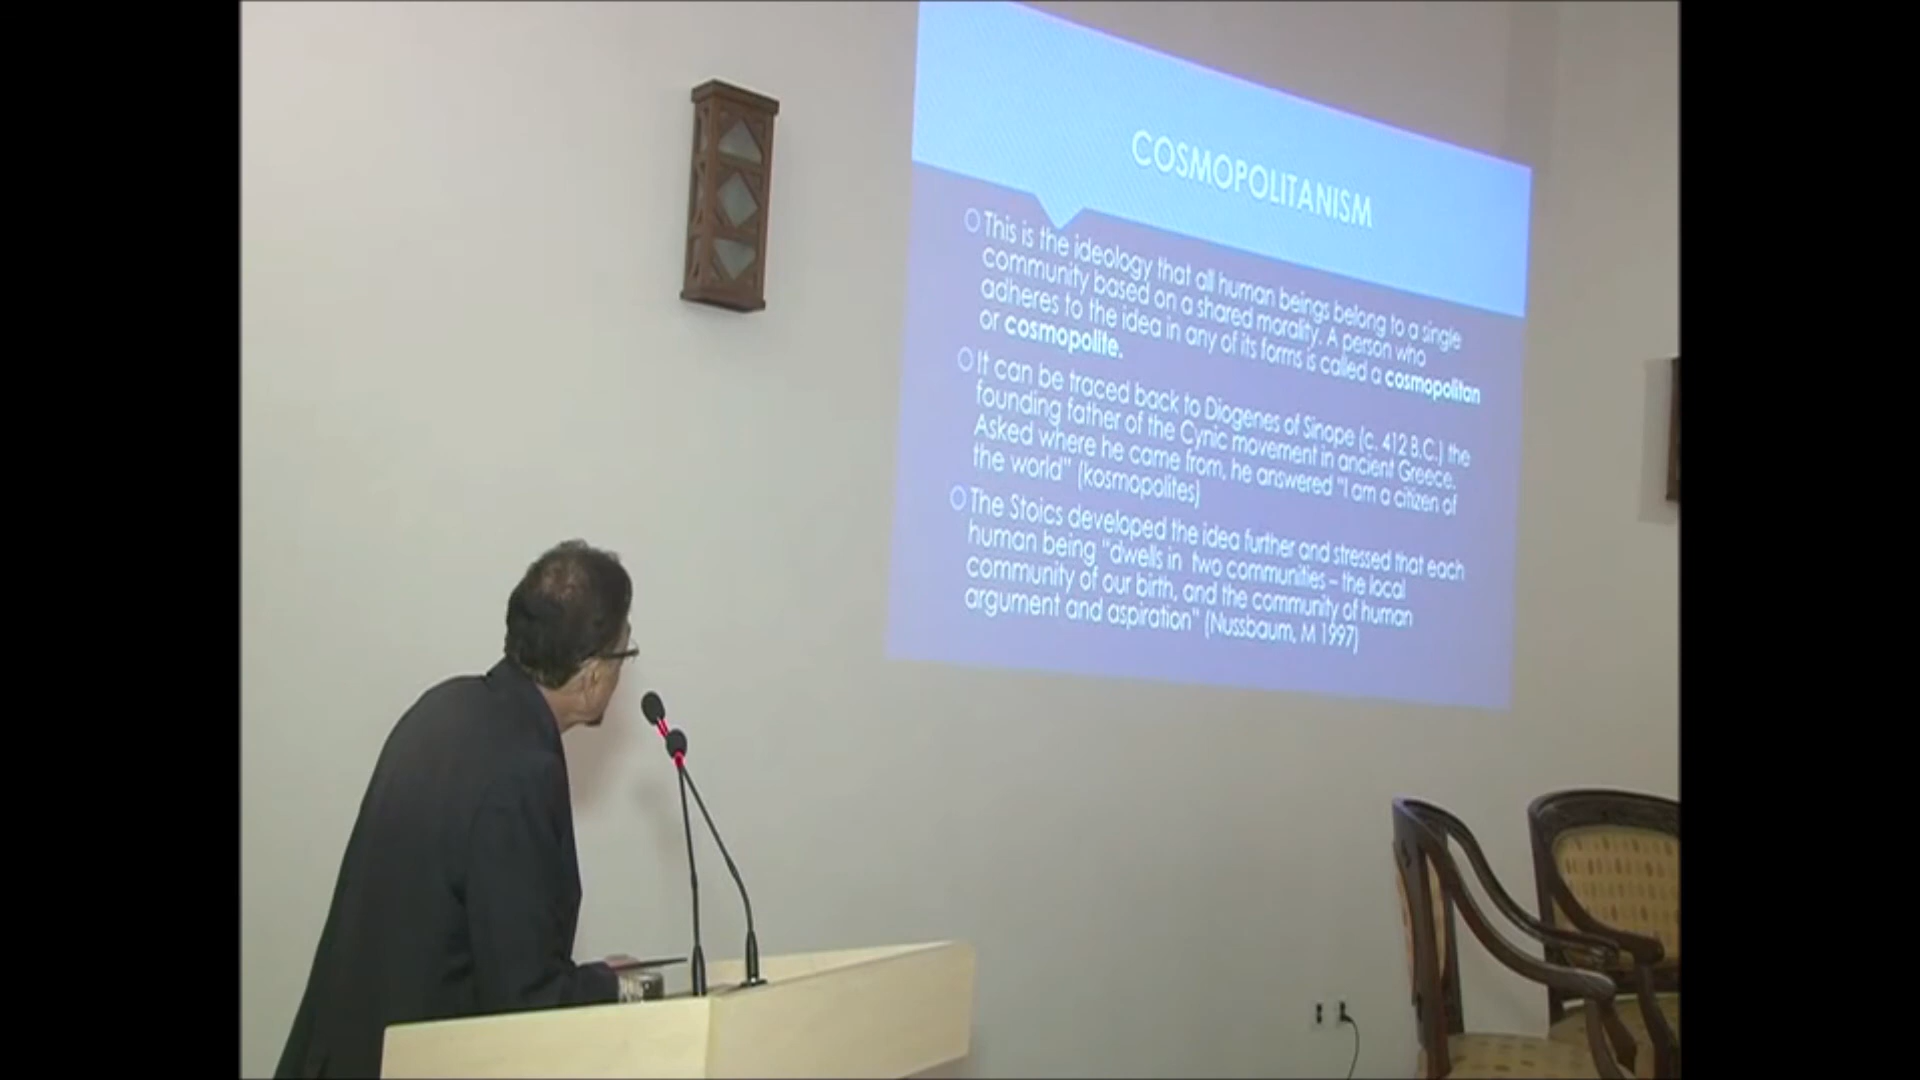 COSMOPOLITANISM
This is the ideology that all human beings belong to a single
community based on a shared morality. A person who
adheres to the idea in any of its forms is called a cosmopolitan
or cosmopolite.
It can be traced back to Diogenes of Sinope (c. 412 B.C.) the
founding father of the Cynic movement in ancient Greece.
Asked where he came from, he answered "I am a citizen of
the world" (kosmopolites)
The Stoics developed the idea further and stressed that each
human being "dwells in two communities – the local
community of our birth, and the community of human
argument and aspiration" (Nussbaum, M 1997)